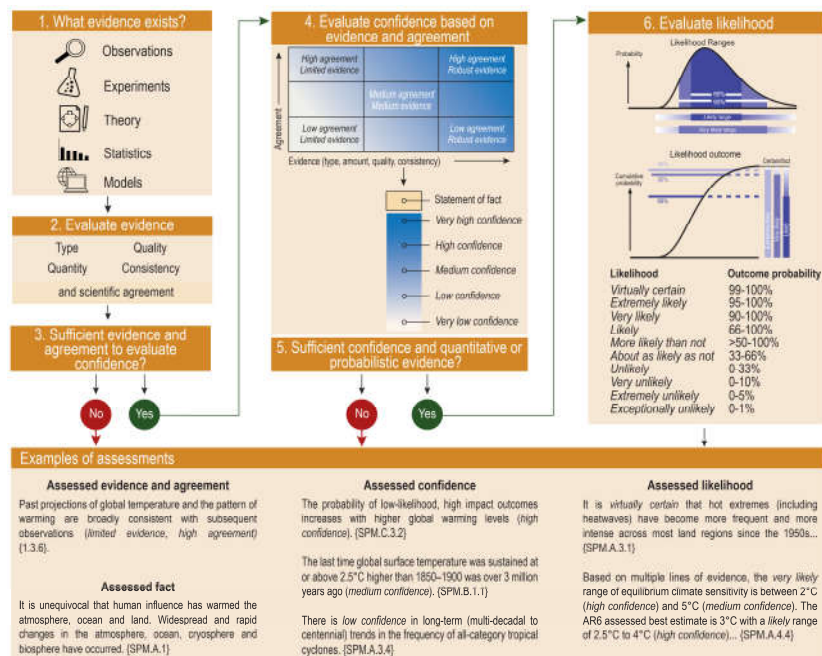 1. What evidence exists?
Observations
Experiments
Theory
Statistics
Models
2. Evaluate evidence
Type Quality
Quantity Consistency
and scientific agreement
3. Sufficient evidence and
agreement to evaluate
confidence?
No Yes
4. Evaluate confidence based on
evidence and agreement
High agreement
Limited evidence
High agreement
Robust evidence
Medium agreement
Medium evidence
Low agreement
Limited evidence
Low agreement
Robust evidence
Agreement
Evidence (type, amount, quality, consistency)
Statement of fact
Very high confidence
High confidence
Medium confidence
Low confidence
Very low confidence
5. Sufficient confidence and quantitative or
probabilistic evidence?
No Yes
6. Evaluate likelihood
Likelihood Ranges
Probability
Likely range
Very likely range
Likelihood outcome
Cumulative
probability
Likelihood Outcome probability
Virtually certain 99-100%
Extremely likely 95-100%
Very likely 90-100%
Likely 66-100%
More likely than not >50-100%
About as likely as not 33-66%
Unlikely 0-33%
Very unlikely 0-10%
Extremely unlikely 0-5%
Exceptionally unlikely 0-1%
Examples of assessments
Assessed evidence and agreement
Past projections of global temperature and the pattern of
warming are broadly consistent with subsequent
observations (limited evidence, high agreement)
{1.3.6}.
Assessed fact
It is unequivocal that human influence has warmed the
atmosphere, ocean and land. Widespread and rapid
changes in the atmosphere, ocean, cryosphere and
biosphere have occurred. {SPM.A.1}
Assessed confidence
The probability of low-likelihood, high impact outcomes
increases with higher global warming levels (high
confidence). {SPM.C.3.2}
The last time global surface temperature was sustained at
or above 2.5°C higher than 1850–1900 was over 3 million
years ago (medium confidence). {SPM.B.1.1}
There is low confidence in long-term (multi-decadal to
centennial) trends in the frequency of all-category tropical
cyclones. {SPM.A.3.4}
Assessed likelihood
It is virtually certain that hot extremes (including
heatwaves) have become more frequent and more
intense across most land regions since the 1950s...
{SPM.A.3.1}
Based on multiple lines of evidence, the very likely
range of equilibrium climate sensitivity is between 2°C
(high confidence) and 5°C (medium confidence). The
AR6 assessed best estimate is 3°C with a likely range
of 2.5°C to 4°C (high confidence)... {SPM.A.4.4}